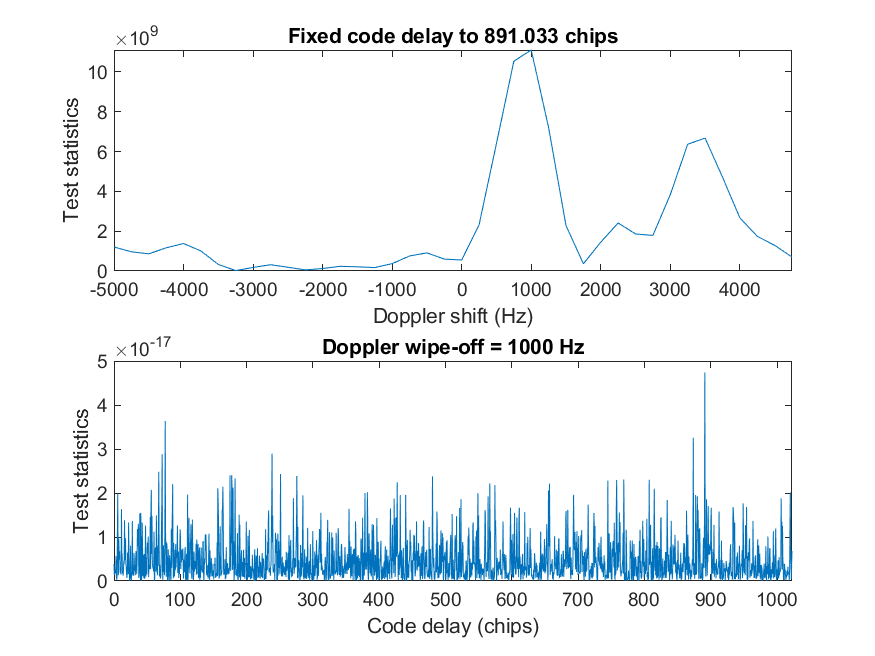 ×10^9
Fixed code delay to 891.033 chips
Test statistics
10
8
6
4
2
0
-5000 -4000 -3000 -2000 -1000 0 1000 2000 3000 4000
Doppler shift (Hz)
×10^-17
Doppler wipe-off = 1000 Hz
Test statistics
5
4
3
2
1
0
0 100 200 300 400 500 600 700 800 900 1000
Code delay (chips)